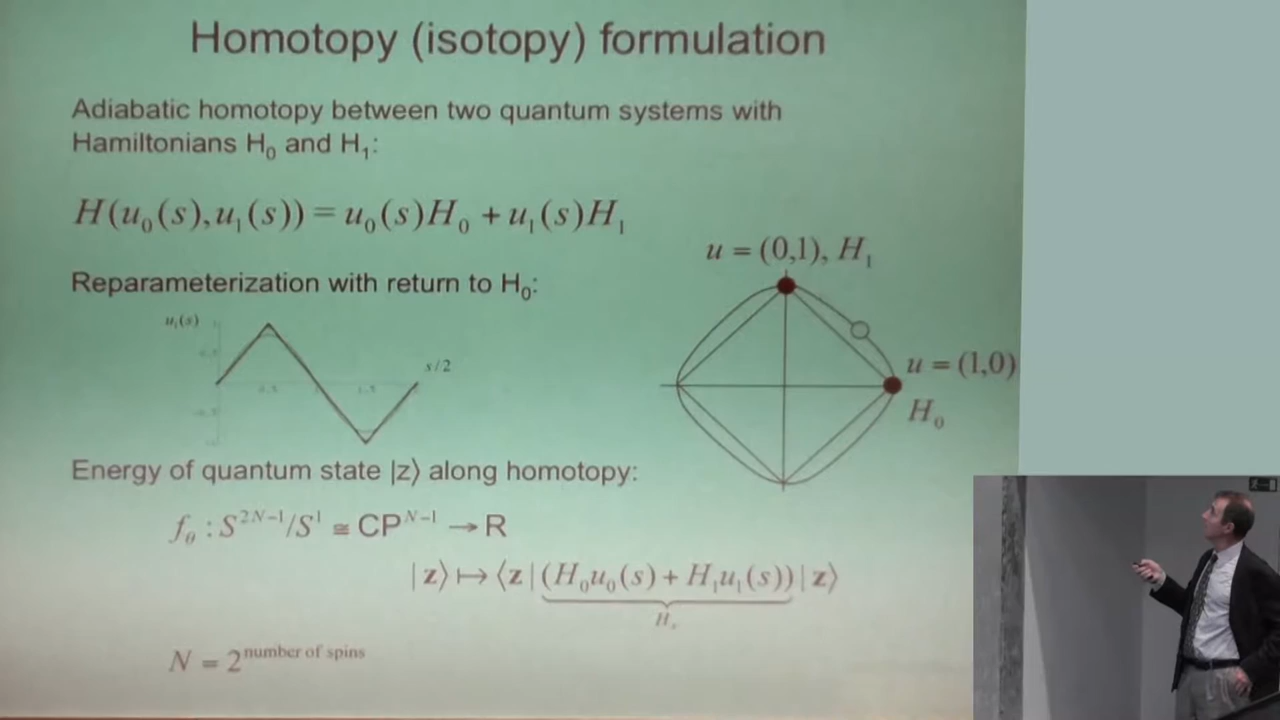 Homotopy (isotopy) formulation
Adiabatic homotopy between two quantum systems with
Hamiltonians H₀ and H₁:
H(u₀(s),u₁(s)) = u₀(s)H₀ + u₁(s)H₁
u = (0,1), H₁
Reparameterization with return to H₀:
u₁(s)
s/2
u = (1,0)
H₀
Energy of quantum state |z⟩ along homotopy:
f_θ : S^{2N−1}/S¹ ≅ CP^{N−1} → R
|z⟩ ↦ ⟨z|(H₀u₀(s) + H₁u₁(s))|z⟩
N = 2^{number of spins}